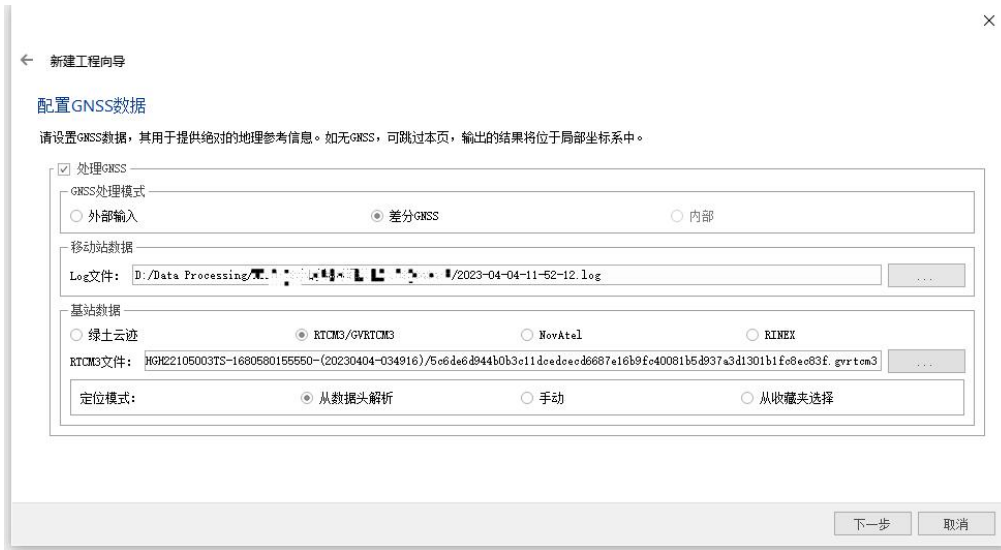 新建工程向导
配置GNSS数据
请设置GNSS数据，其用于提供绝对的地理参考信息。如无GNSS，可跳过本页，输出的结果将位于局部坐标系中。
处理GNSS
GNSS处理模式
外部输入 差分GNSS 内部
移动站数据
Log文件： D:/Data Processing/ /2023-04-04-11-52-12.log ...
基站数据
绿土云迹 RTCM3/GVRTCM3 NovAtel RINEX
RTCM3文件： HGH22105003TS-1680580155550-(20230404-034916)/5c6de6d944b0b3c11dcedcecd6687e16b9fc40081b5d937a3d1301b1fc8ec83f.gvrtcm3 ...
定位模式： 从数据头解析 手动 从收藏夹选择
下一步 取消